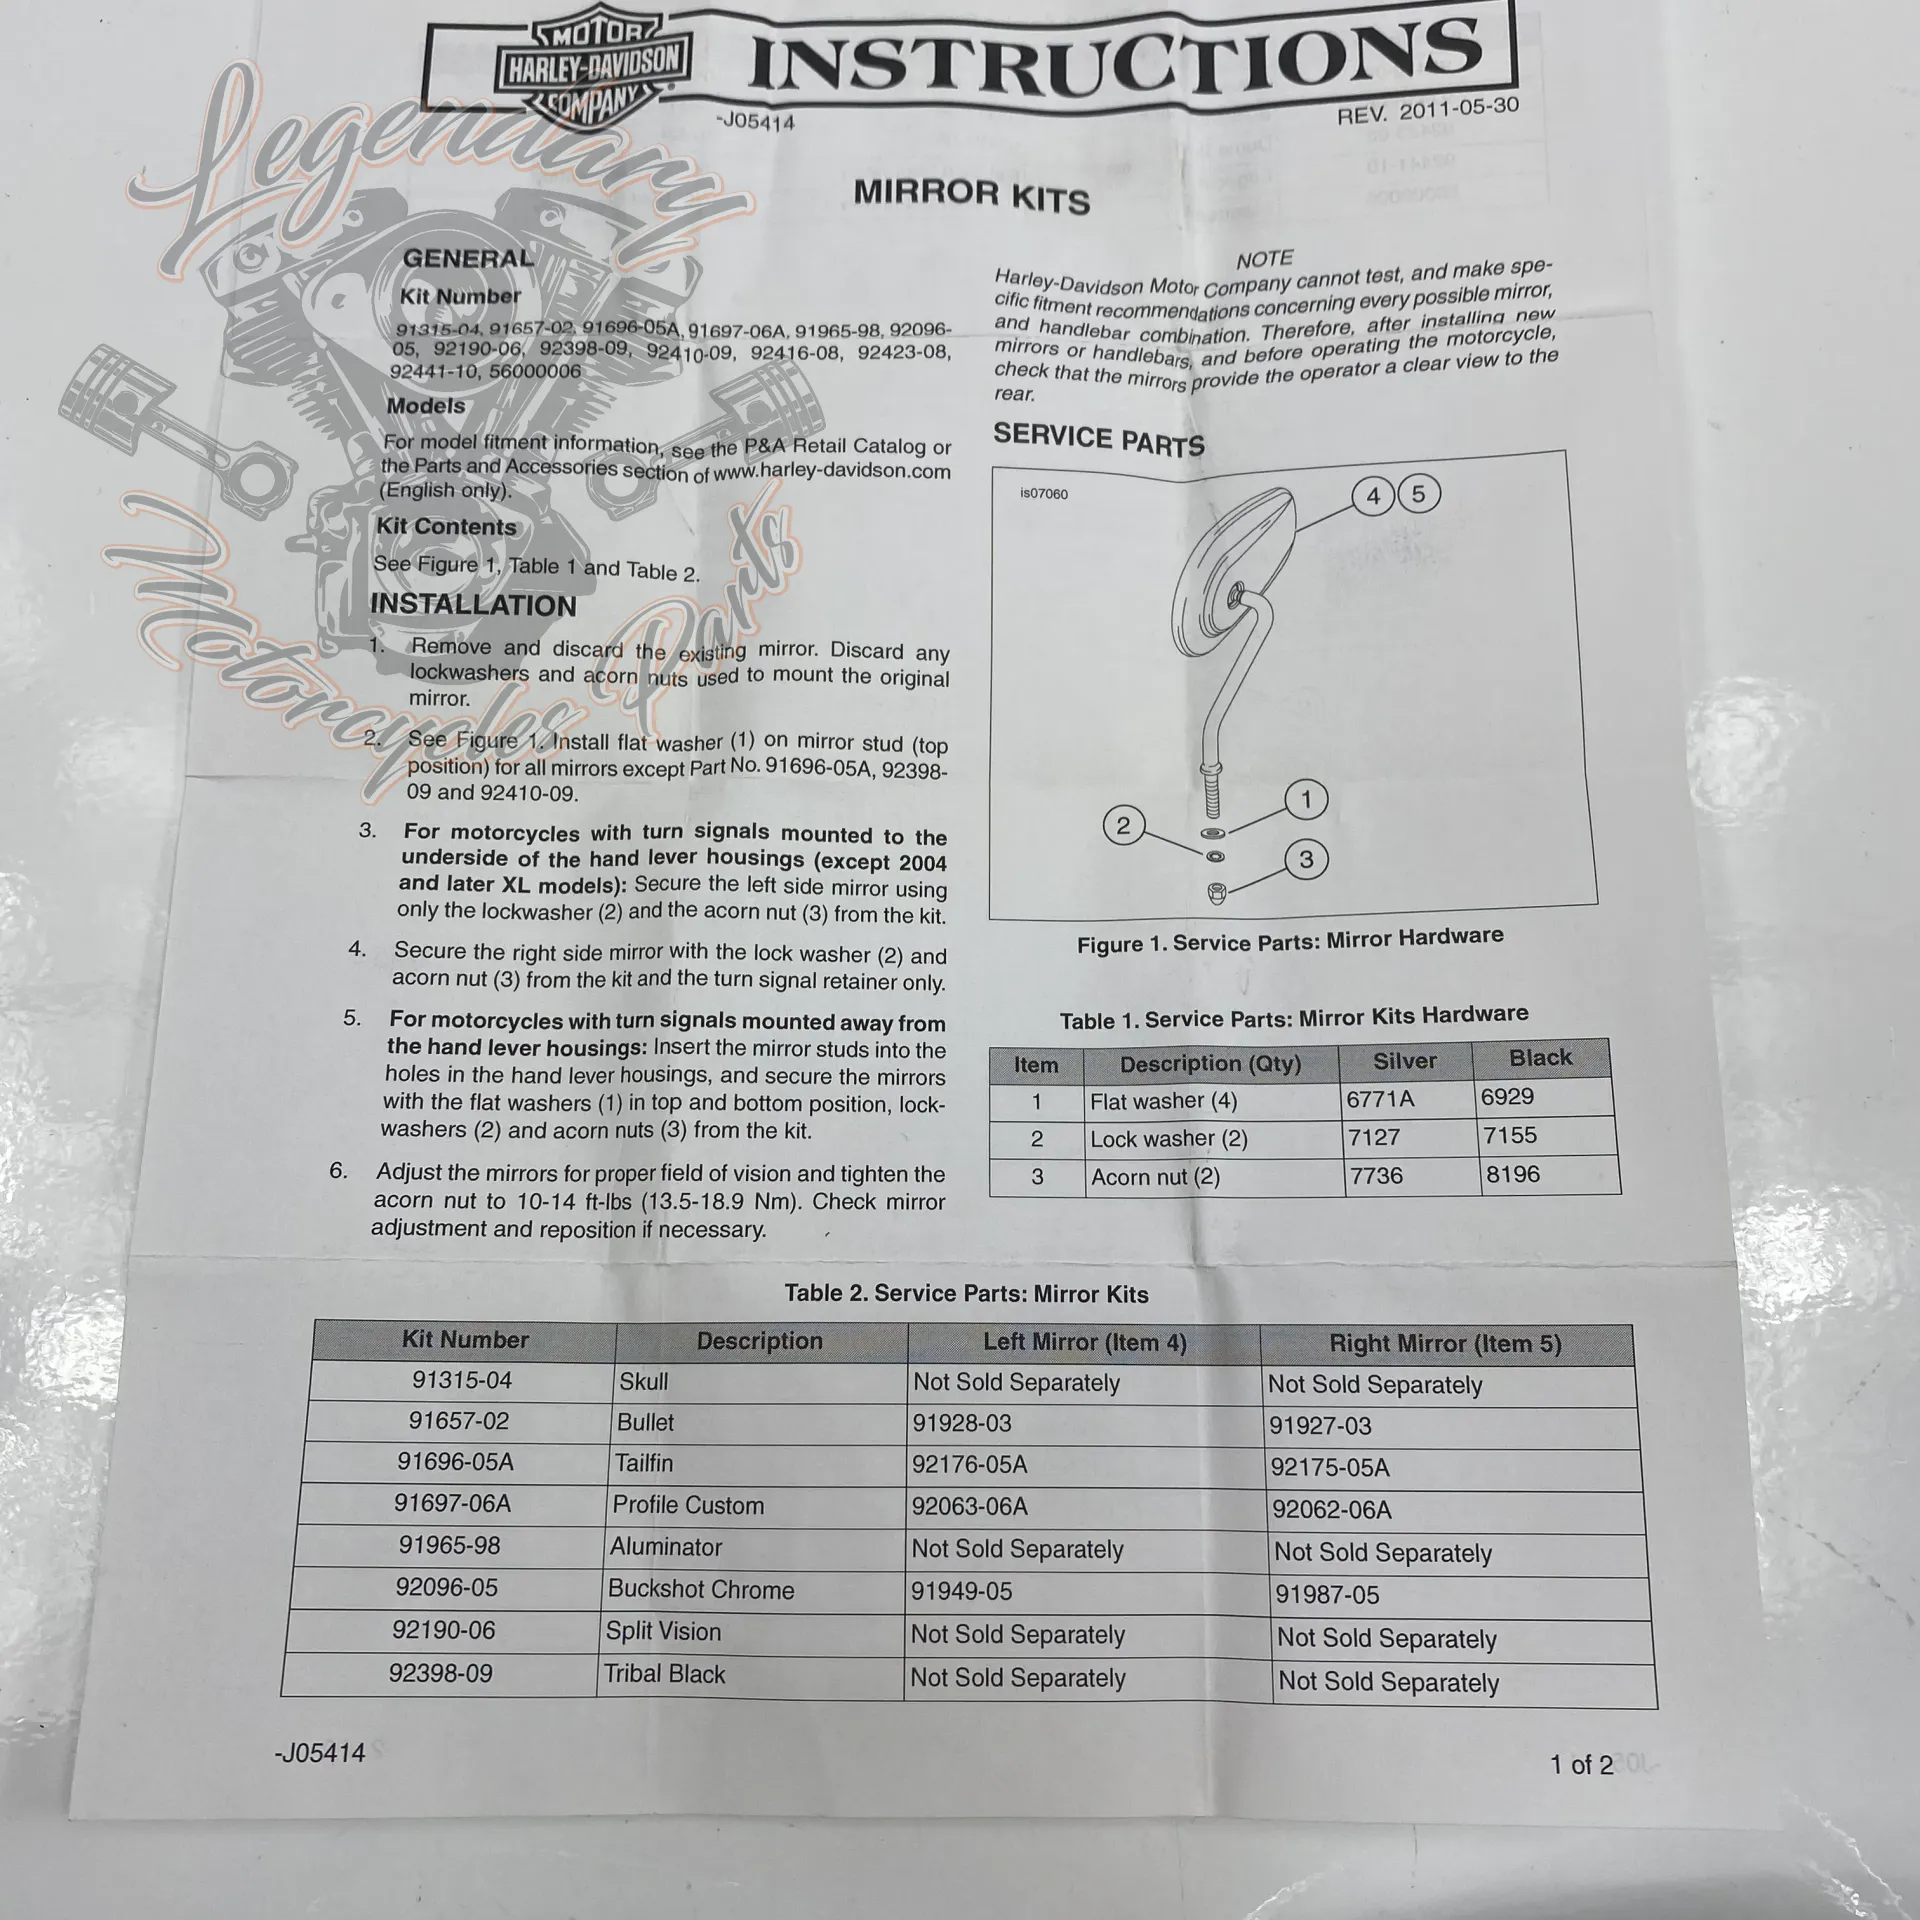 MOTOR
HARLEY-DAVIDSON
COMPANY
INSTRUCTIONS
-J05414
REV. 2011-05-30
Legendary
Motorcycles Parts
MIRROR KITS
GENERAL
Kit Number
91315-04, 91657-02, 91696-05A, 91697-06A, 91965-98, 92096-
05, 92190-06, 92398-09, 92410-09, 92416-08, 92423-08,
92441-10, 56000006
Models
For model fitment information, see the P&A Retail Catalog or
the Parts and Accessories section of www.harley-davidson.com
(English only).
Kit Contents
See Figure 1, Table 1 and Table 2.
INSTALLATION
1. Remove and discard the existing mirror. Discard any
lockwashers and acorn nuts used to mount the original
mirror.
2. See Figure 1. Install flat washer (1) on mirror stud (top
position) for all mirrors except Part No. 91696-05A, 92398-
09 and 92410-09.
3. For motorcycles with turn signals mounted to the
underside of the hand lever housings (except 2004
and later XL models): Secure the left side mirror using
only the lockwasher (2) and the acorn nut (3) from the kit.
4. Secure the right side mirror with the lock washer (2) and
acorn nut (3) from the kit and the turn signal retainer only.
5. For motorcycles with turn signals mounted away from
the hand lever housings: Insert the mirror studs into the
holes in the hand lever housings, and secure the mirrors
with the flat washers (1) in top and bottom position, lock-
washers (2) and acorn nuts (3) from the kit.
6. Adjust the mirrors for proper field of vision and tighten the
acorn nut to 10-14 ft-lbs (13.5-18.9 Nm). Check mirror
adjustment and reposition if necessary.
NOTE
Harley-Davidson Motor Company cannot test, and make spe-
cific fitment recommendations concerning every possible mirror,
and handlebar combination. Therefore, after installing new
mirrors or handlebars, and before operating the motorcycle,
check that the mirrors provide the operator a clear view to the
rear.
SERVICE PARTS
is07060
4 5
1
2
3
Figure 1. Service Parts: Mirror Hardware
Table 1. Service Parts: Mirror Kits Hardware
Item Description (Qty) Silver Black
1 Flat washer (4) 6771A 6929
2 Lock washer (2) 7127 7155
3 Acorn nut (2) 7736 8196
Table 2. Service Parts: Mirror Kits
Kit Number Description Left Mirror (Item 4) Right Mirror (Item 5)
91315-04 Skull Not Sold Separately Not Sold Separately
91657-02 Bullet 91928-03 91927-03
91696-05A Tailfin 92176-05A 92175-05A
91697-06A Profile Custom 92063-06A 92062-06A
91965-98 Aluminator Not Sold Separately Not Sold Separately
92096-05 Buckshot Chrome 91949-05 91987-05
92190-06 Split Vision Not Sold Separately Not Sold Separately
92398-09 Tribal Black Not Sold Separately Not Sold Separately
-J05414
1 of 2